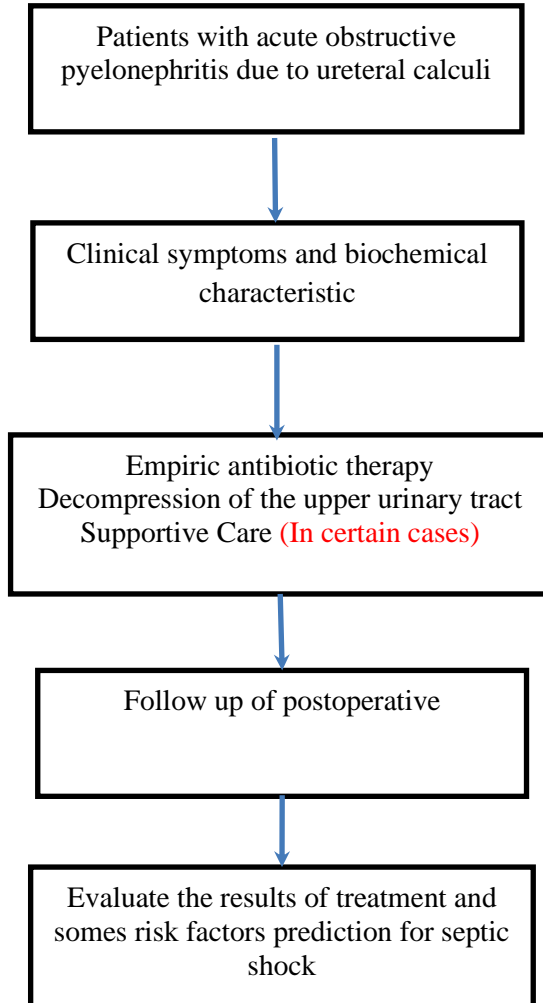 Patients with acute obstructive
pyelonephritis due to ureteral calculi
Clinical symptoms and biochemical
characteristic
Empiric antibiotic therapy
Decompression of the upper urinary tract
Supportive Care (In certain cases)
Follow up of postoperative
Evaluate the results of treatment and
somes risk factors prediction for septic
shock